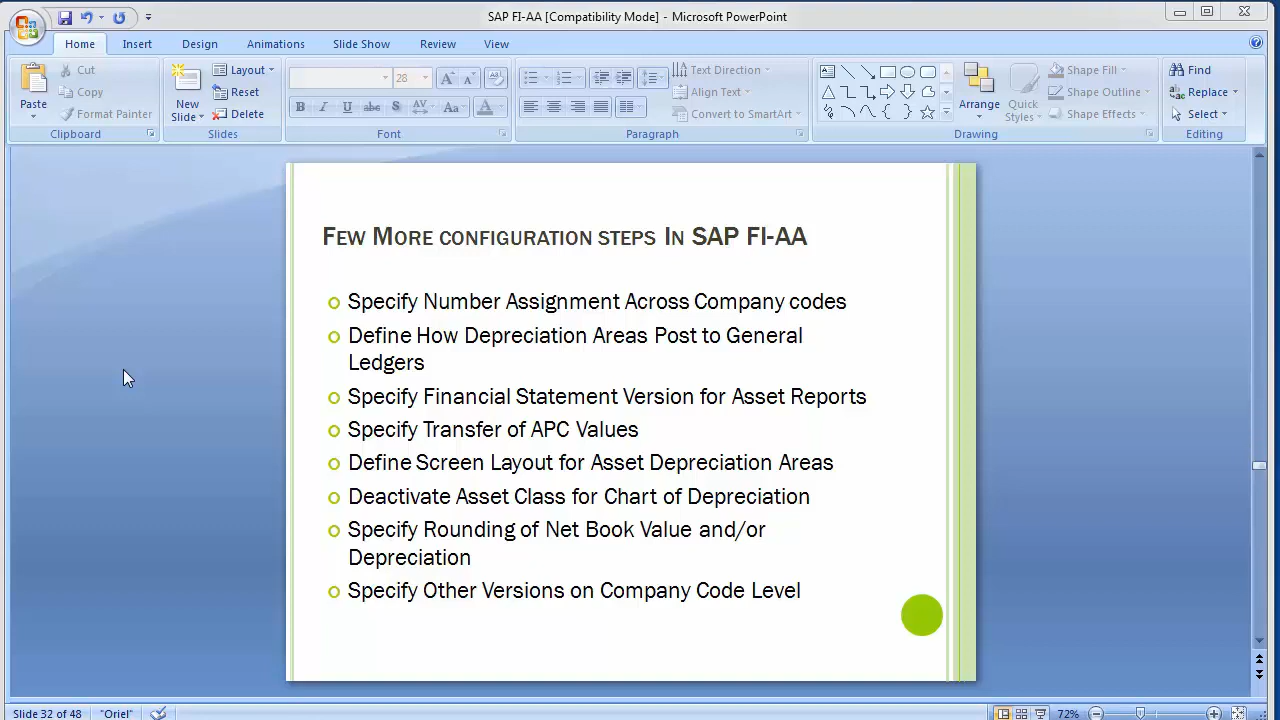 SAP FI-AA [Compatibility Mode] - Microsoft PowerPoint
Home Insert Design Animations Slide Show Review View
Paste
Cut
Copy
Format Painter
Clipboard
New
Slide
Layout
Reset
Delete
Slides
28
B I U abc S AV Aa A
Font
Paragraph
Text Direction
Align Text
Convert to SmartArt
Arrange
Quick
Styles
Shape Fill
Shape Outline
Shape Effects
Drawing
Find
Replace
Select
Editing
FEW MORE CONFIGURATION STEPS IN SAP FI-AA
Specify Number Assignment Across Company codes
Define How Depreciation Areas Post to General
Ledgers
Specify Financial Statement Version for Asset Reports
Specify Transfer of APC Values
Define Screen Layout for Asset Depreciation Areas
Deactivate Asset Class for Chart of Depreciation
Specify Rounding of Net Book Value and/or
Depreciation
Specify Other Versions on Company Code Level
Slide 32 of 48 "Oriel" 72%